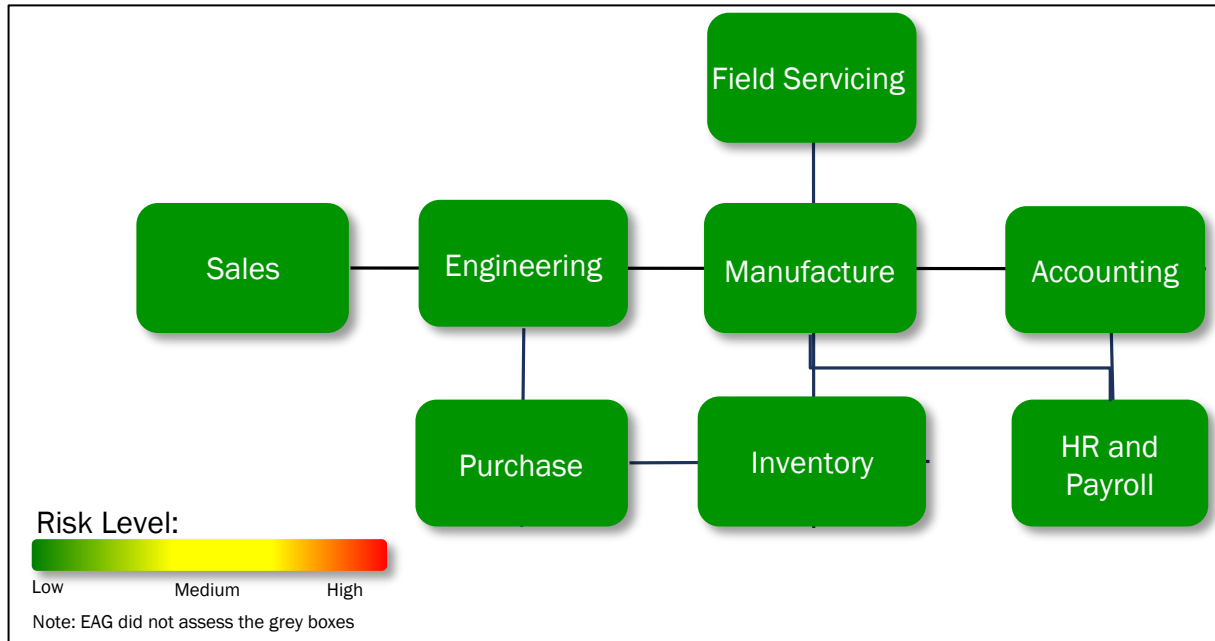 Field Servicing
Sales
Engineering
Manufacture
Accounting
Purchase
Inventory
HR and
Payroll
Risk Level:
Low
Medium
High
Note: EAG did not assess the grey boxes